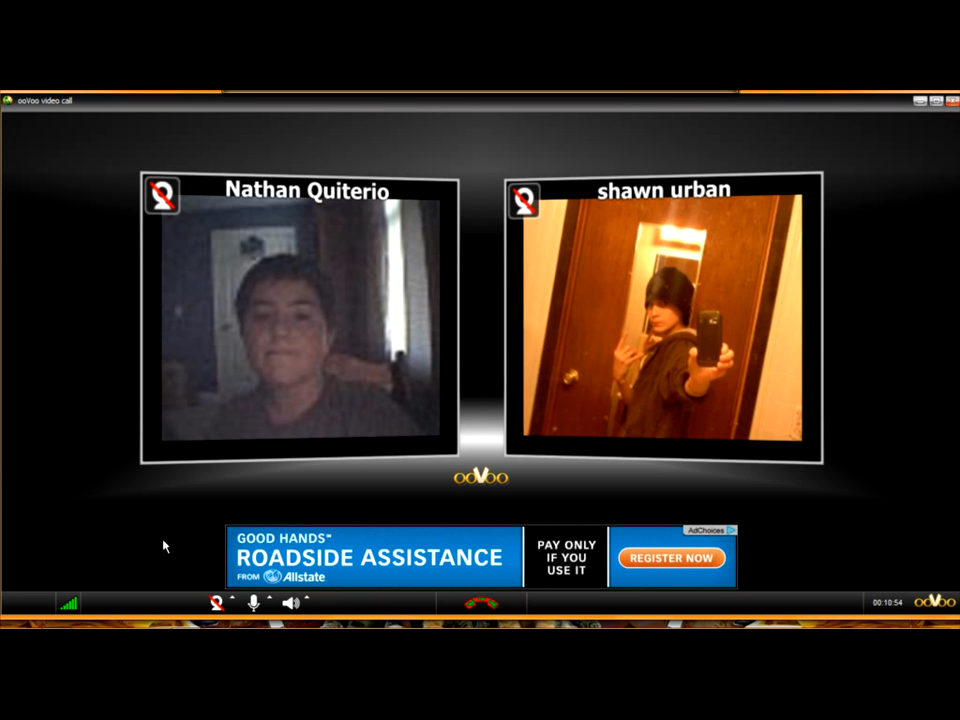 ooVoo video call
Nathan Quiterio
shawn urban
ooVoo
AdChoices
GOOD HANDS℠
ROADSIDE ASSISTANCE
FROM Allstate
PAY ONLY
IF YOU
USE IT
REGISTER NOW
00:10:54
ooVoo